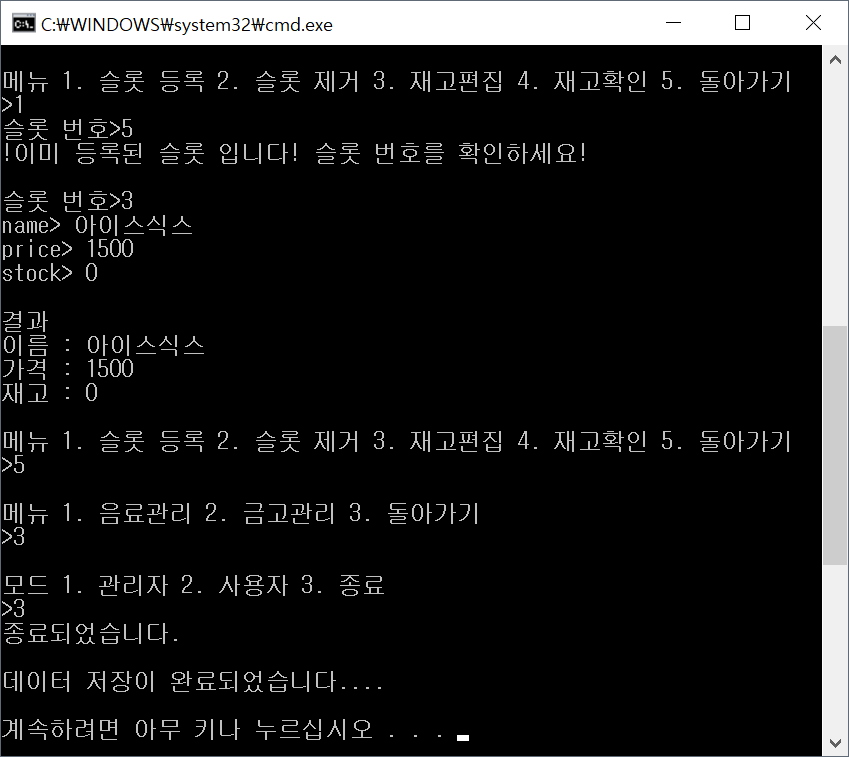 C:₩WINDOWS₩system32₩cmd.exe
메뉴 1. 슬롯 등록 2. 슬롯 제거 3. 재고편집 4. 재고확인 5. 돌아가기
>1
슬롯 번호>5
!이미 등록된 슬롯 입니다! 슬롯 번호를 확인하세요!
슬롯 번호>3
name> 아이스식스
price> 1500
stock> 0
결과
이름 : 아이스식스
가격 : 1500
재고 : 0
메뉴 1. 슬롯 등록 2. 슬롯 제거 3. 재고편집 4. 재고확인 5. 돌아가기
>5
메뉴 1. 음료관리 2. 금고관리 3. 돌아가기
>3
모드 1. 관리자 2. 사용자 3. 종료
>3
종료되었습니다.
데이터 저장이 완료되었습니다....
계속하려면 아무 키나 누르십시오 . . .